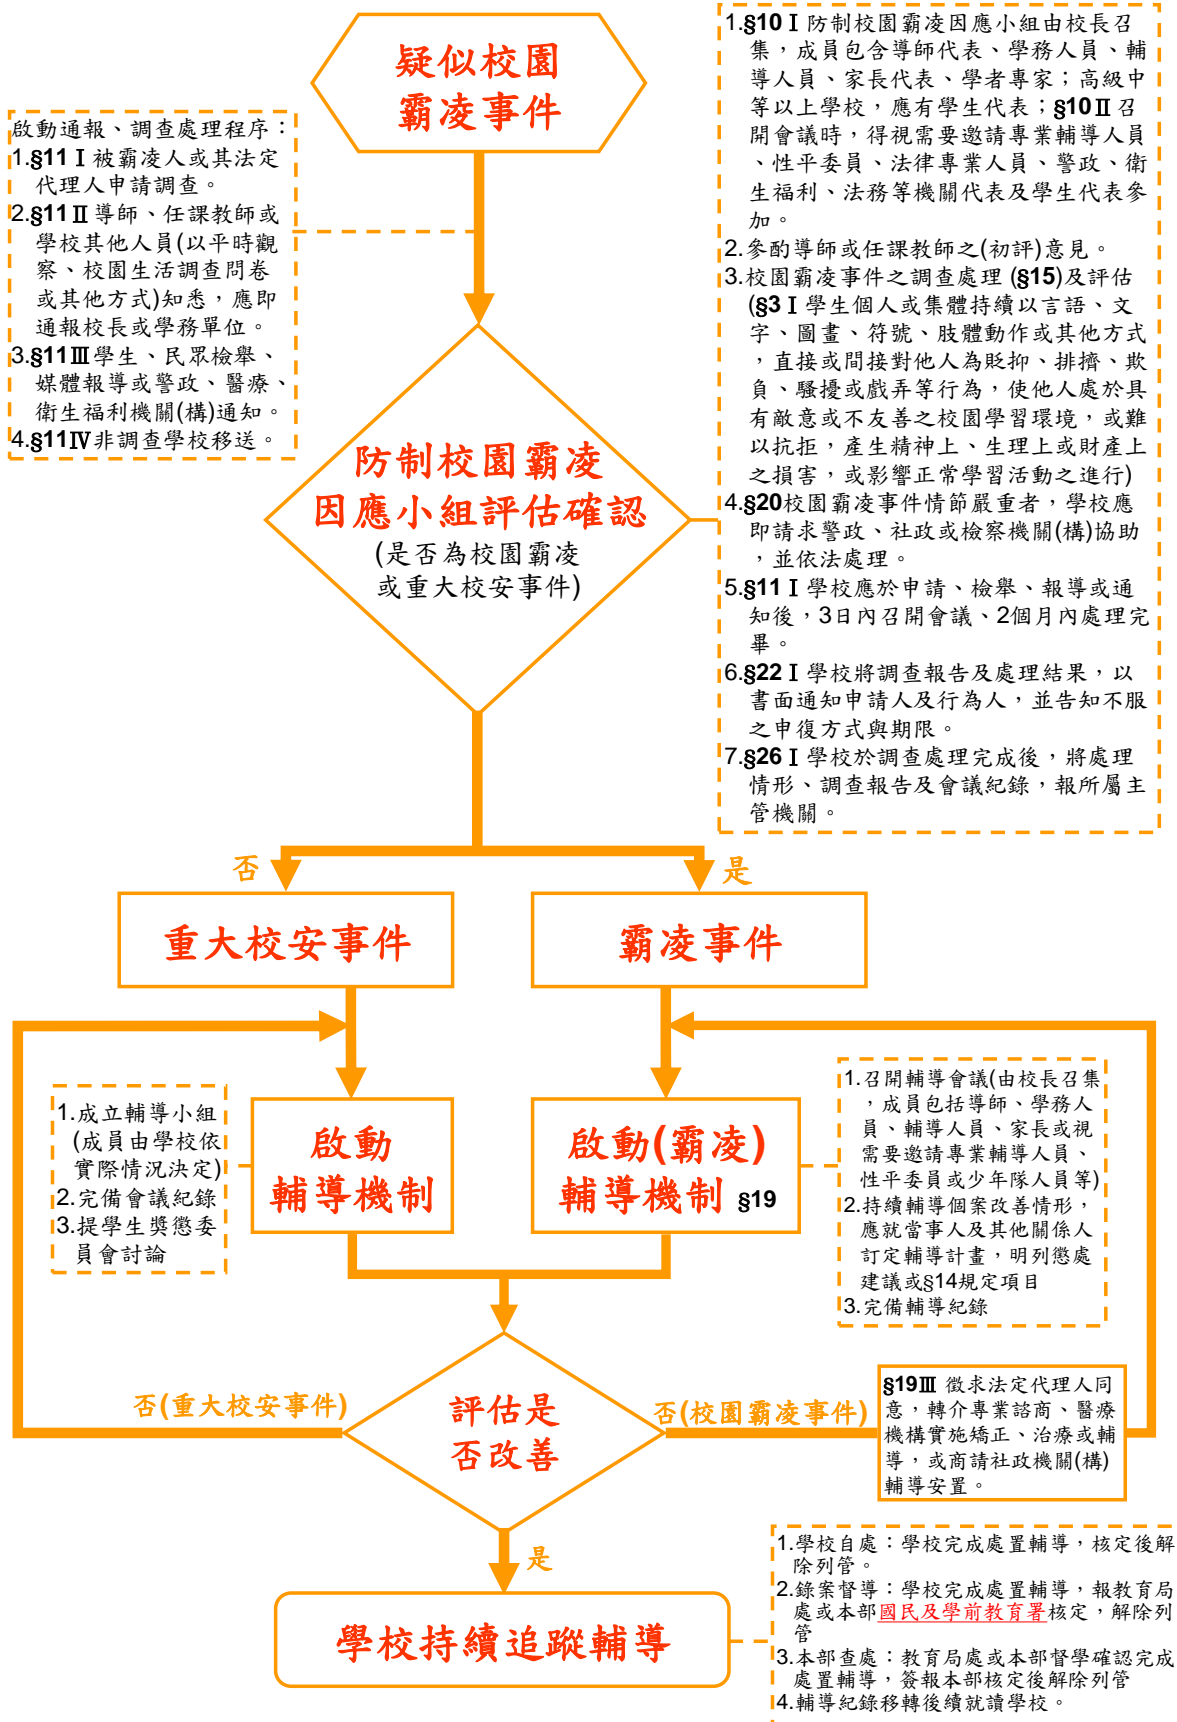 疑似校園
霸凌事件
啟動通報、調查處理程序：
1.§11Ⅰ被霸凌人或其法定
代理人申請調查。
2.§11Ⅱ導師、任課教師或
學校其他人員(以平時觀
察、校園生活調查問卷
或其他方式)知悉，應即
通報校長或學務單位。
3.§11Ⅲ學生、民眾檢舉、
媒體報導或警政、醫療、
衛生福利機關(構)通知。
4.§11Ⅳ非調查學校移送。
1.§10Ⅰ防制校園霸凌因應小組由校長召
集，成員包含導師代表、學務人員、輔
導人員、家長代表、學者專家；高級中
等以上學校，應有學生代表；§10Ⅱ召
開會議時，得視需要邀請專業輔導人員
、性平委員、法律專業人員、警政、衛
生福利、法務等機關代表及學生代表參
加。
2.參酌導師或任課教師之(初評)意見。
3.校園霸凌事件之調查處理 (§15)及評估
(§3Ⅰ學生個人或集體持續以言語、文
字、圖畫、符號、肢體動作或其他方式
，直接或間接對他人為貶抑、排擠、欺
負、騷擾或戲弄等行為，使他人處於具
有敵意或不友善之校園學習環境，或難
以抗拒，產生精神上、生理上或財產上
之損害，或影響正常學習活動之進行)
4.§20校園霸凌事件情節嚴重者，學校應
即請求警政、社政或檢察機關(構)協助
，並依法處理。
5.§11Ⅰ學校應於申請、檢舉、報導或通
知後，3日內召開會議、2個月內處理完
畢。
6.§22Ⅰ學校將調查報告及處理結果，以
書面通知申請人及行為人，並告知不服
之申復方式與期限。
7.§26Ⅰ學校於調查處理完成後，將處理
情形、調查報告及會議紀錄，報所屬主
管機關。
防制校園霸凌
因應小組評估確認
(是否為校園霸凌
或重大校安事件)
否
是
重大校安事件
霸凌事件
1.成立輔導小組
(成員由學校依
實際情況決定)
2.完備會議紀錄
3.提學生獎懲委
員會討論
啟動
輔導機制
啟動(霸凌)
輔導機制 §19
1.召開輔導會議(由校長召集
，成員包括導師、學務人
員、輔導人員、家長或視
需要邀請專業輔導人員、
性平委員或少年隊人員等)
2.持續輔導個案改善情形，
應就當事人及其他關係人
訂定輔導計畫，明列懲處
建議或§14規定項目
3.完備輔導紀錄
否(重大校安事件)
評估是
否改善
否(校園霸凌事件)
§19Ⅲ 徵求法定代理人同
意，轉介專業諮商、醫療
機構實施矯正、治療或輔
導，或商請社政機關(構)
輔導安置。
是
學校持續追蹤輔導
1.學校自處：學校完成處置輔導，核定後解
除列管。
2.錄案督導：學校完成處置輔導，報教育局
處或本部國民及學前教育署核定，解除列
管
3.本部查處：教育局處或本部督學確認完成
處置輔導，簽報本部核定後解除列管
4.輔導紀錄移轉後續就讀學校。